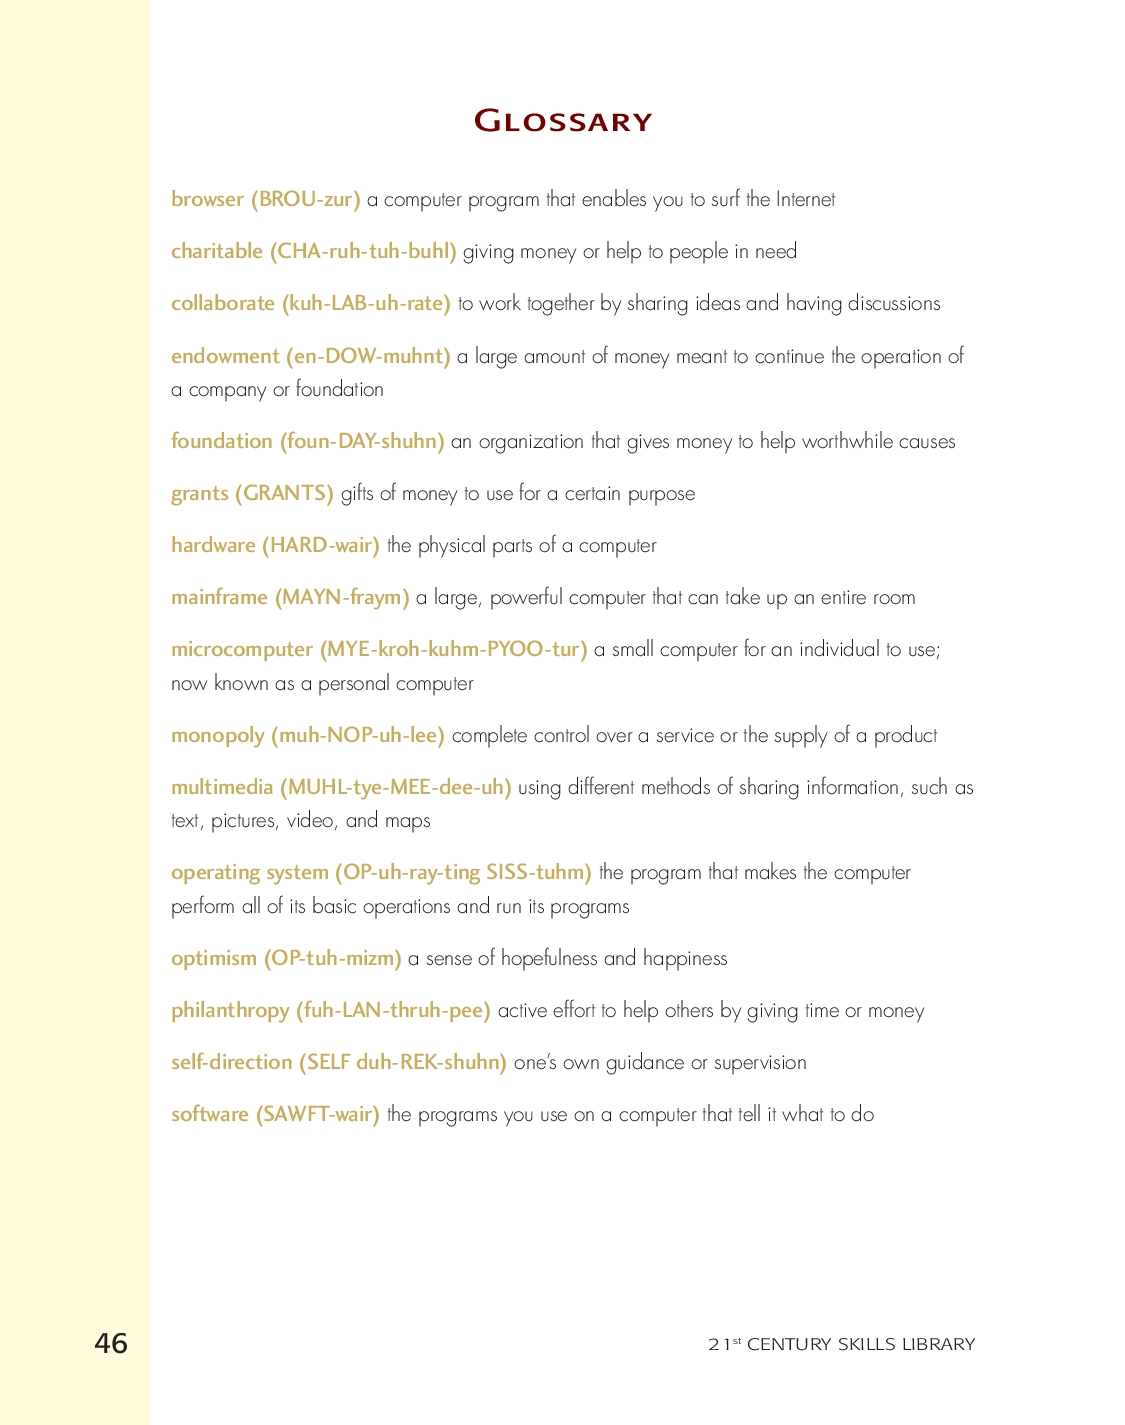 Glossary
browser (BROU-zur) a computer program that enables you to surf the Internet
charitable (CHA-ruh-tuh-buhl) giving money or help to people in need
collaborate (kuh-LAB-uh-rate) to work together by sharing ideas and having discussions
endowment (en-DOW-muhnt) a large amount of money meant to continue the operation of
a company or foundation
foundation (foun-DAY-shuhn) an organization that gives money to help worthwhile causes
grants (GRANTS) gifts of money to use for a certain purpose
hardware (HARD-wair) the physical parts of a computer
mainframe (MAYN-fraym) a large, powerful computer that can take up an entire room
microcomputer (MYE-kroh-kuhm-PYOO-tur) a small computer for an individual to use;
now known as a personal computer
monopoly (muh-NOP-uh-lee) complete control over a service or the supply of a product
multimedia (MUHL-tye-MEE-dee-uh) using different methods of sharing information, such as
text, pictures, video, and maps
operating system (OP-uh-ray-ting SISS-tuhm) the program that makes the computer
perform all of its basic operations and run its programs
optimism (OP-tuh-mizm) a sense of hopefulness and happiness
philanthropy (fuh-LAN-thruh-pee) active effort to help others by giving time or money
self-direction (SELF duh-REK-shuhn) one's own guidance or supervision
software (SAWFT-wair) the programs you use on a computer that tell it what to do
46
21st CENTURY SKILLS LIBRARY